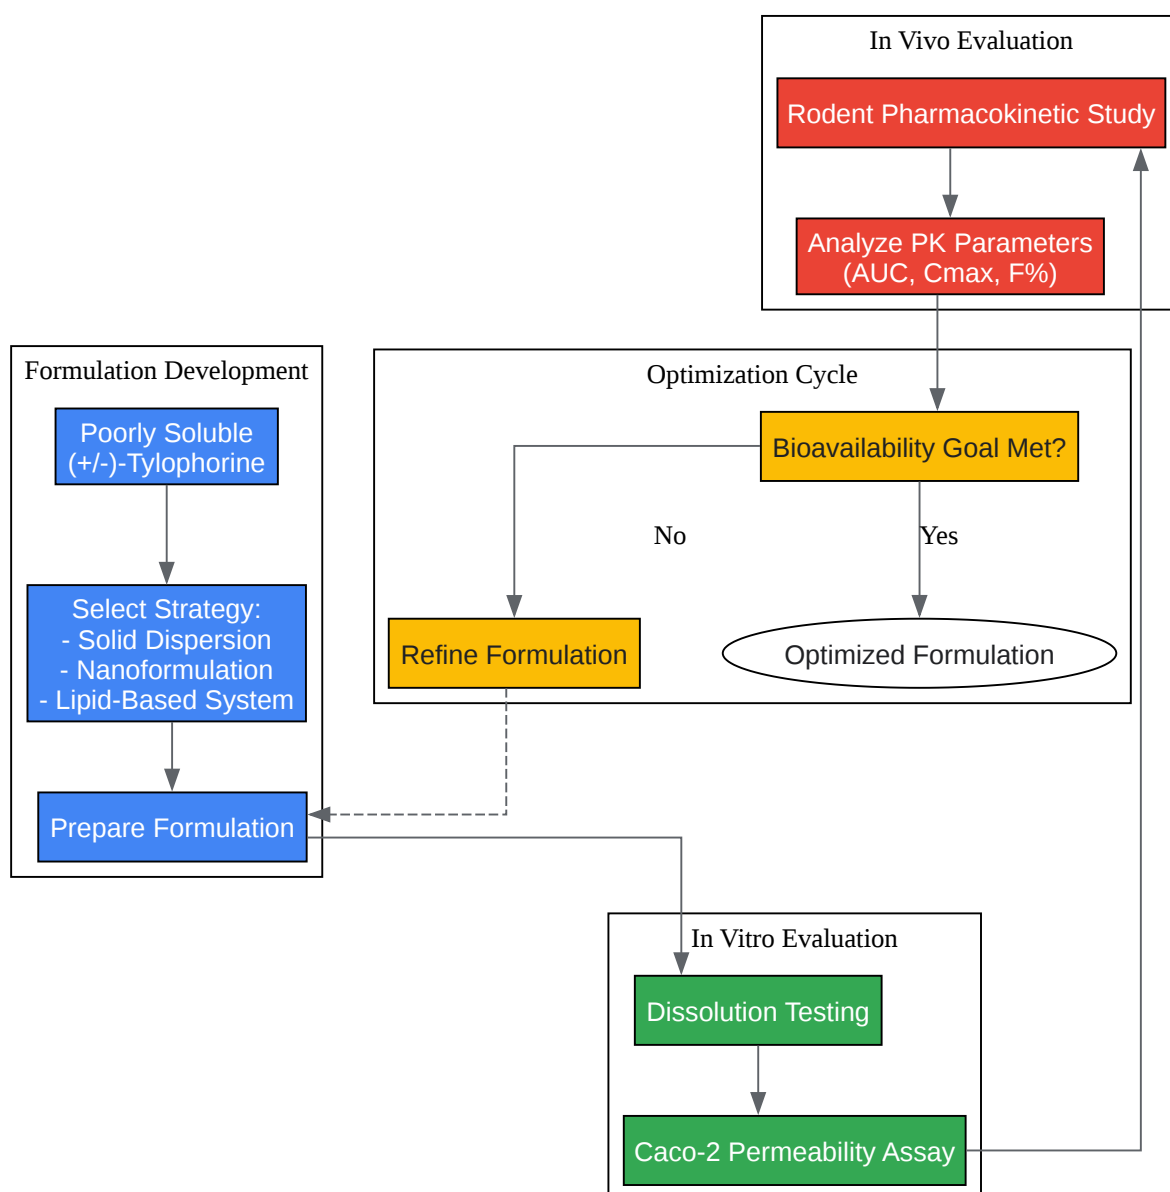 In Vivo Evaluation
Rodent Pharmacokinetic Study
Analyze PK Parameters
(AUC, Cmax, F%)
Formulation Development
Poorly Soluble
(+/-)-Tylophorine
Select Strategy:
- Solid Dispersion
- Nanoformulation
- Lipid-Based System
Prepare Formulation
Optimization Cycle
Bioavailability Goal Met?
No
Yes
Refine Formulation
Optimized Formulation
In Vitro Evaluation
Dissolution Testing
Caco-2 Permeability Assay